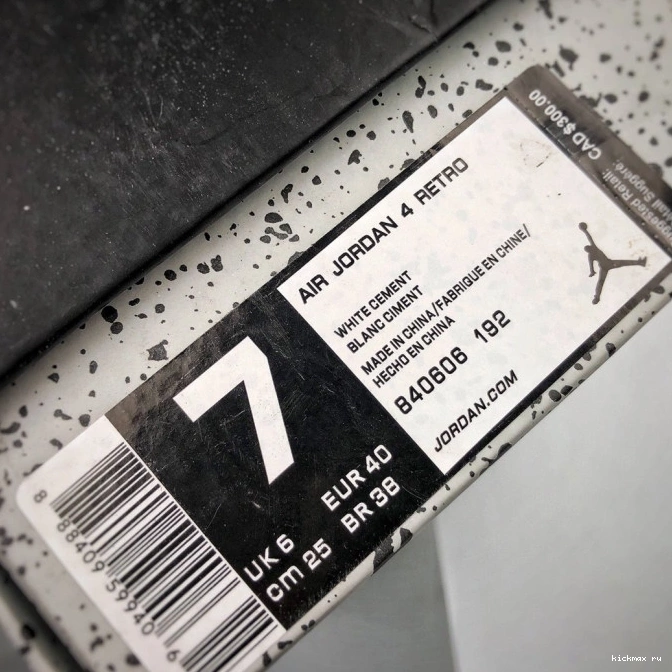 CAD $300.00
Retail:
AIR JORDAN 4 RETRO
WHITE CEMENT
BLANC CIMENT
MADE IN CHINA/FABRIQUE EN CHINE/
HECHO EN CHINA
840606 192
JORDAN.COM
7
EUR 40
BR 38
UK 6
cm 25
8 88409 59940 6
kickmax ru